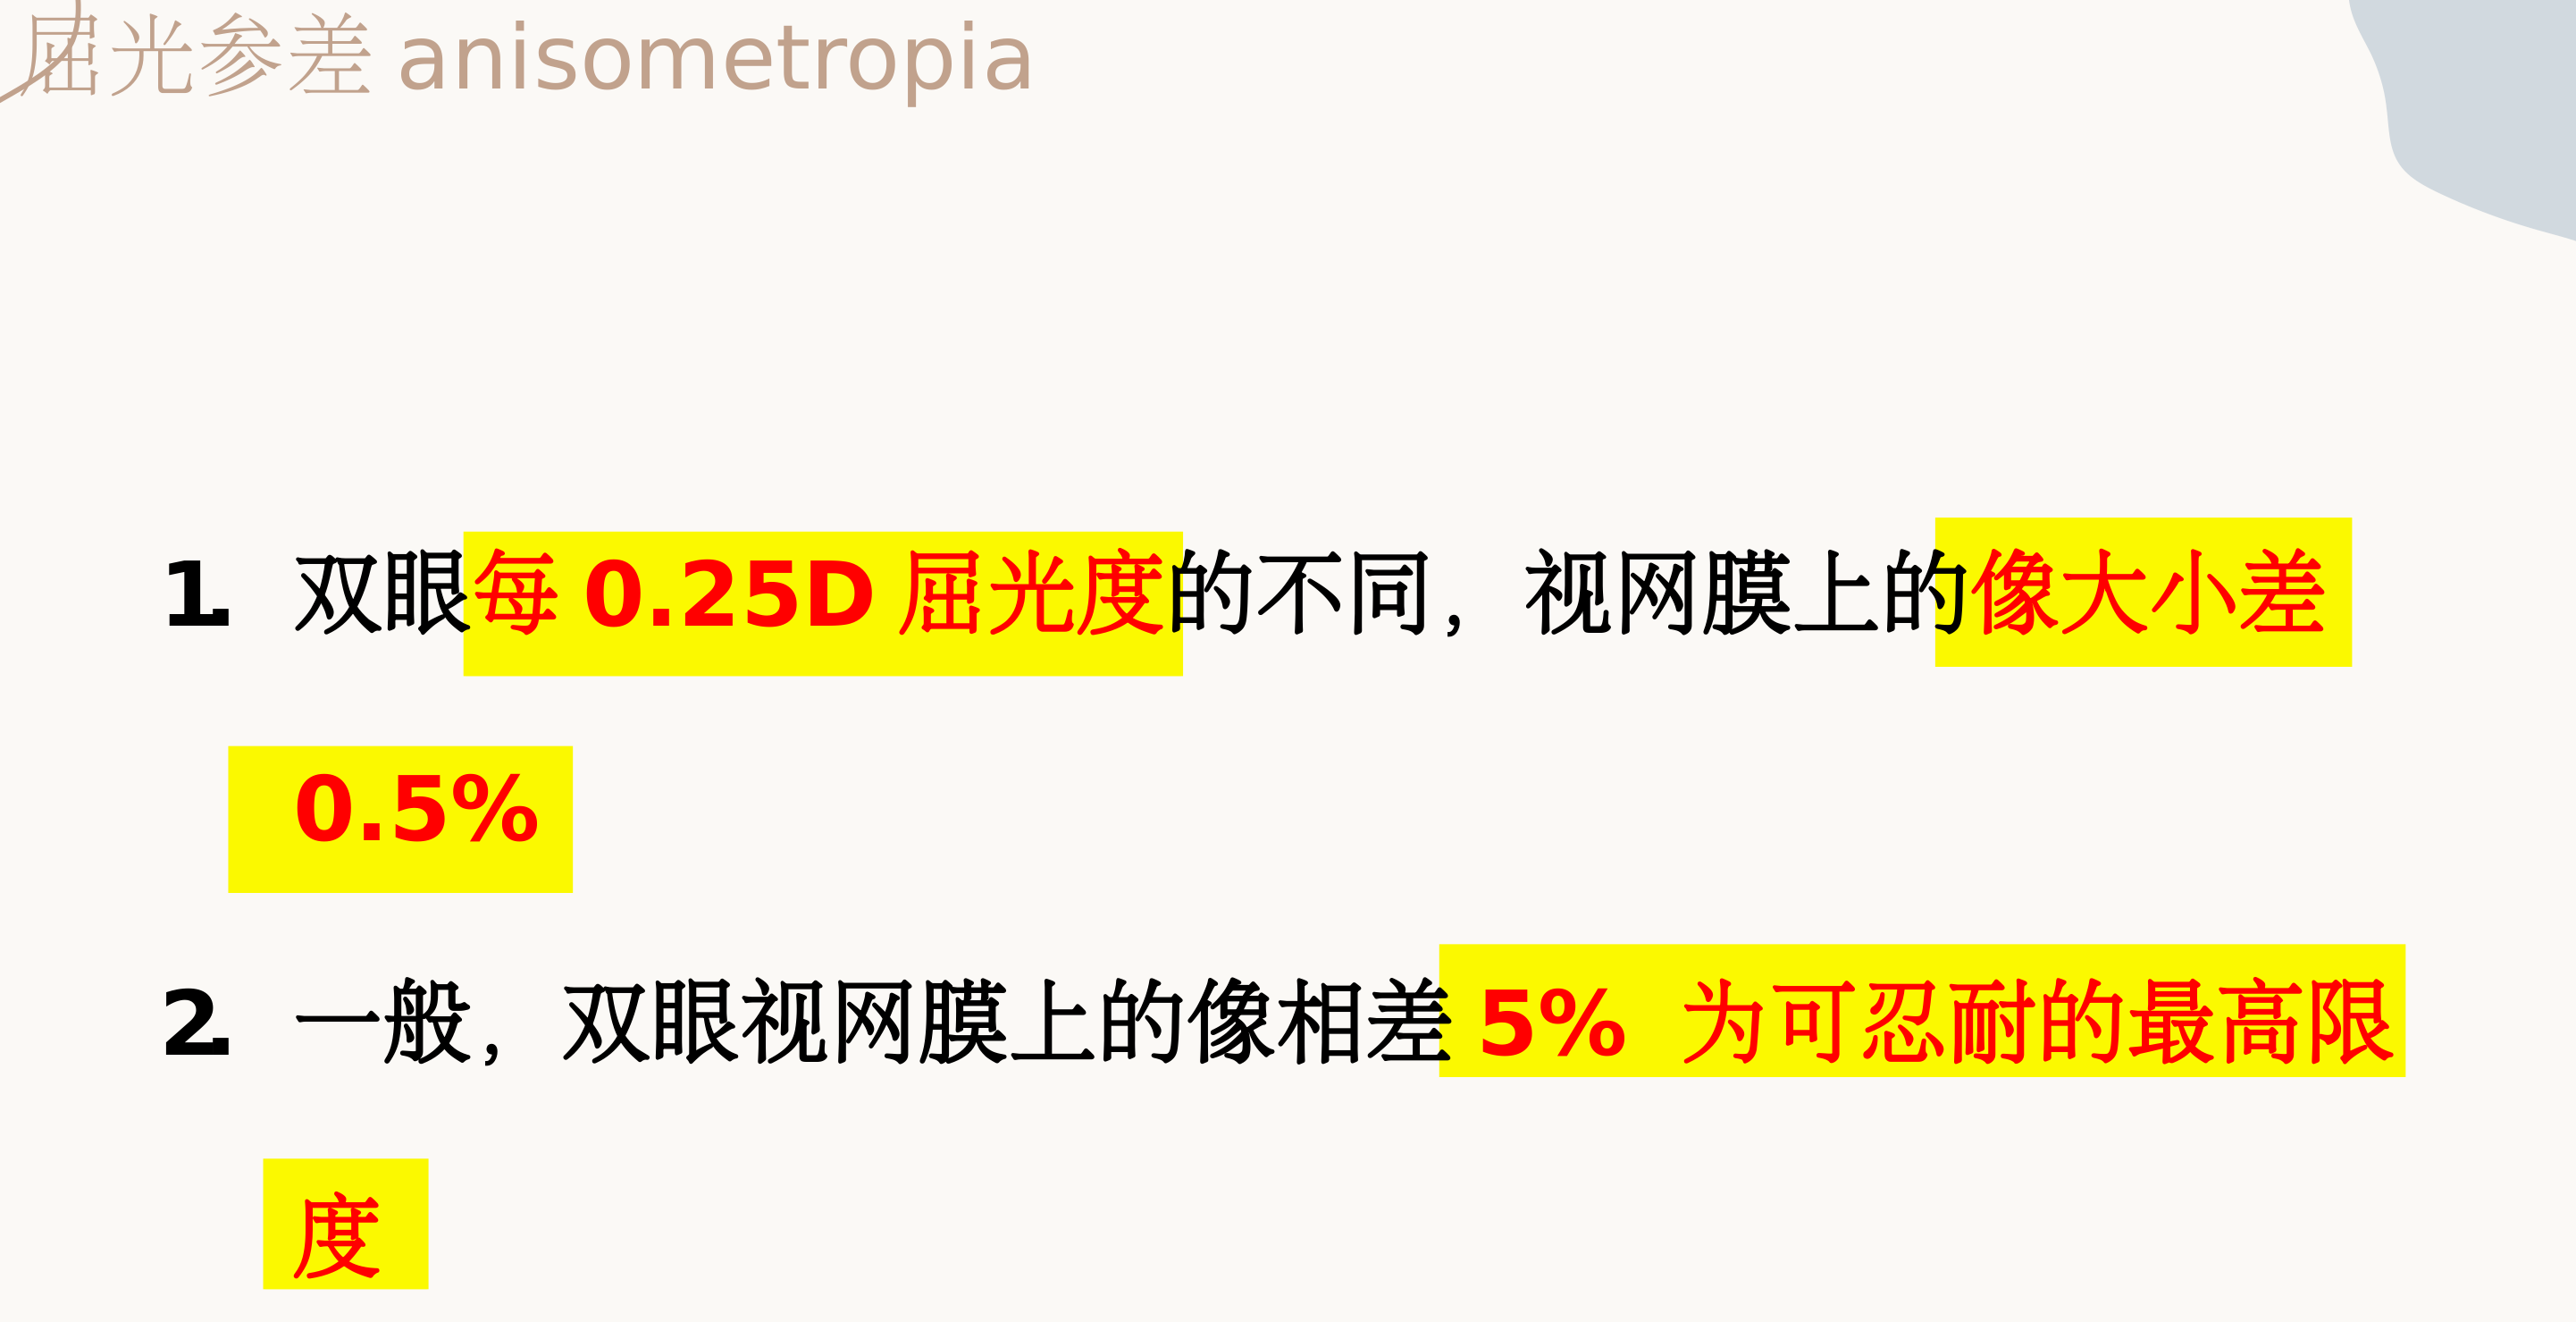 屈光参差 anisometropia
1. 双眼每 0.25D 屈光度的不同，视网膜上的像大小差
0.5%
2. 一般，双眼视网膜上的像相差 5% 为可忍耐的最高限
度